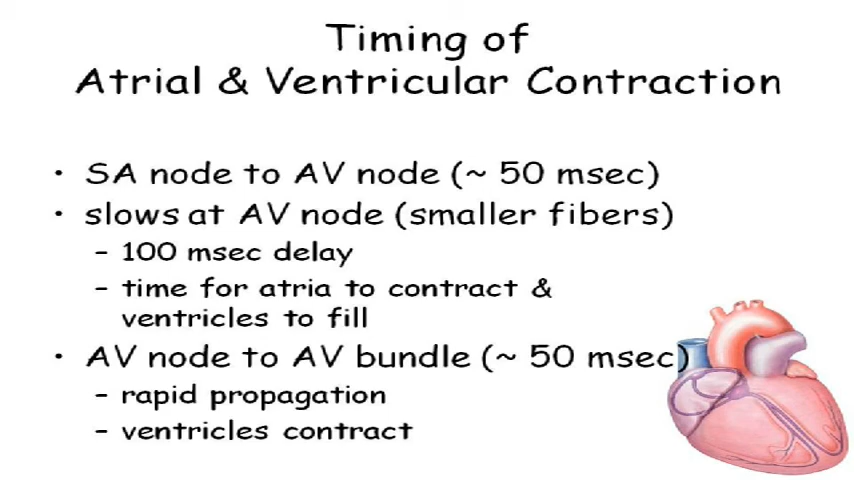 Timing of
Atrial & Ventricular Contraction
• SA node to AV node (~ 50 msec)
• slows at AV node (smaller fibers)
– 100 msec delay
– time for atria to contract &
ventricles to fill
• AV node to AV bundle (~ 50 msec)
– rapid propagation
– ventricles contract